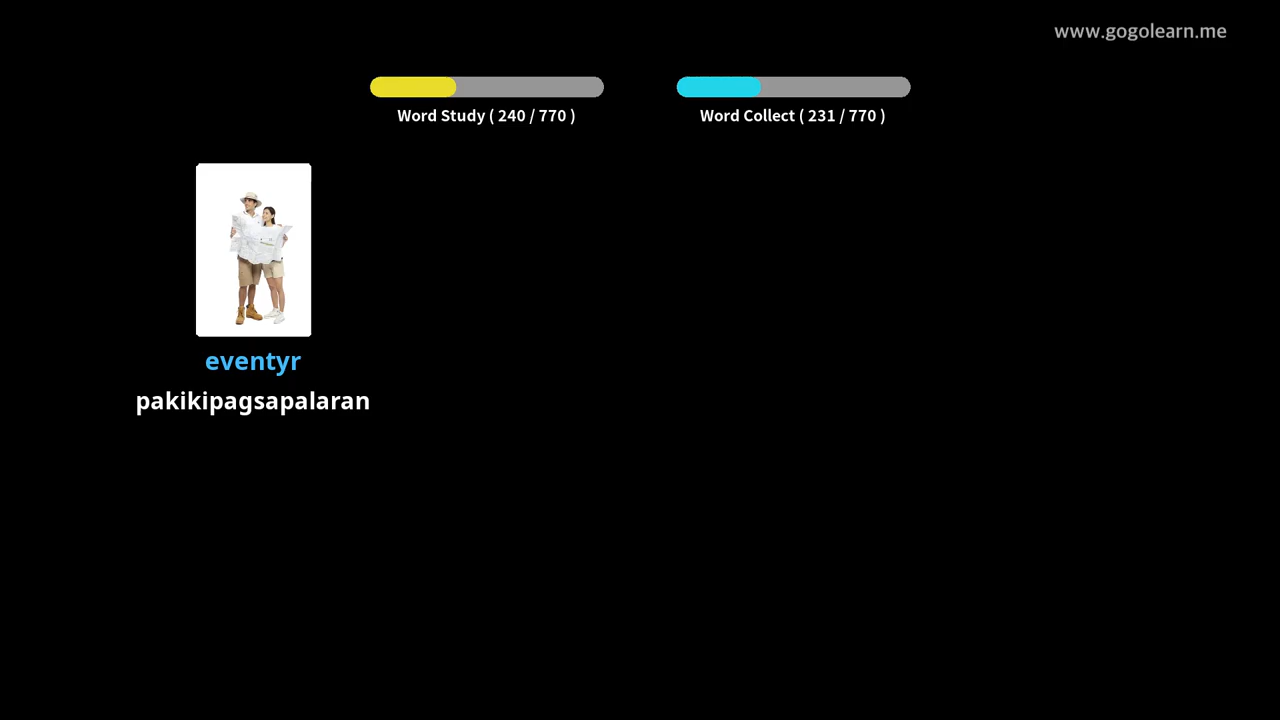 www.gogolearn.me
Word Study ( 240 / 770 )
Word Collect ( 231 / 770 )
eventyr
pakikipagsapalaran